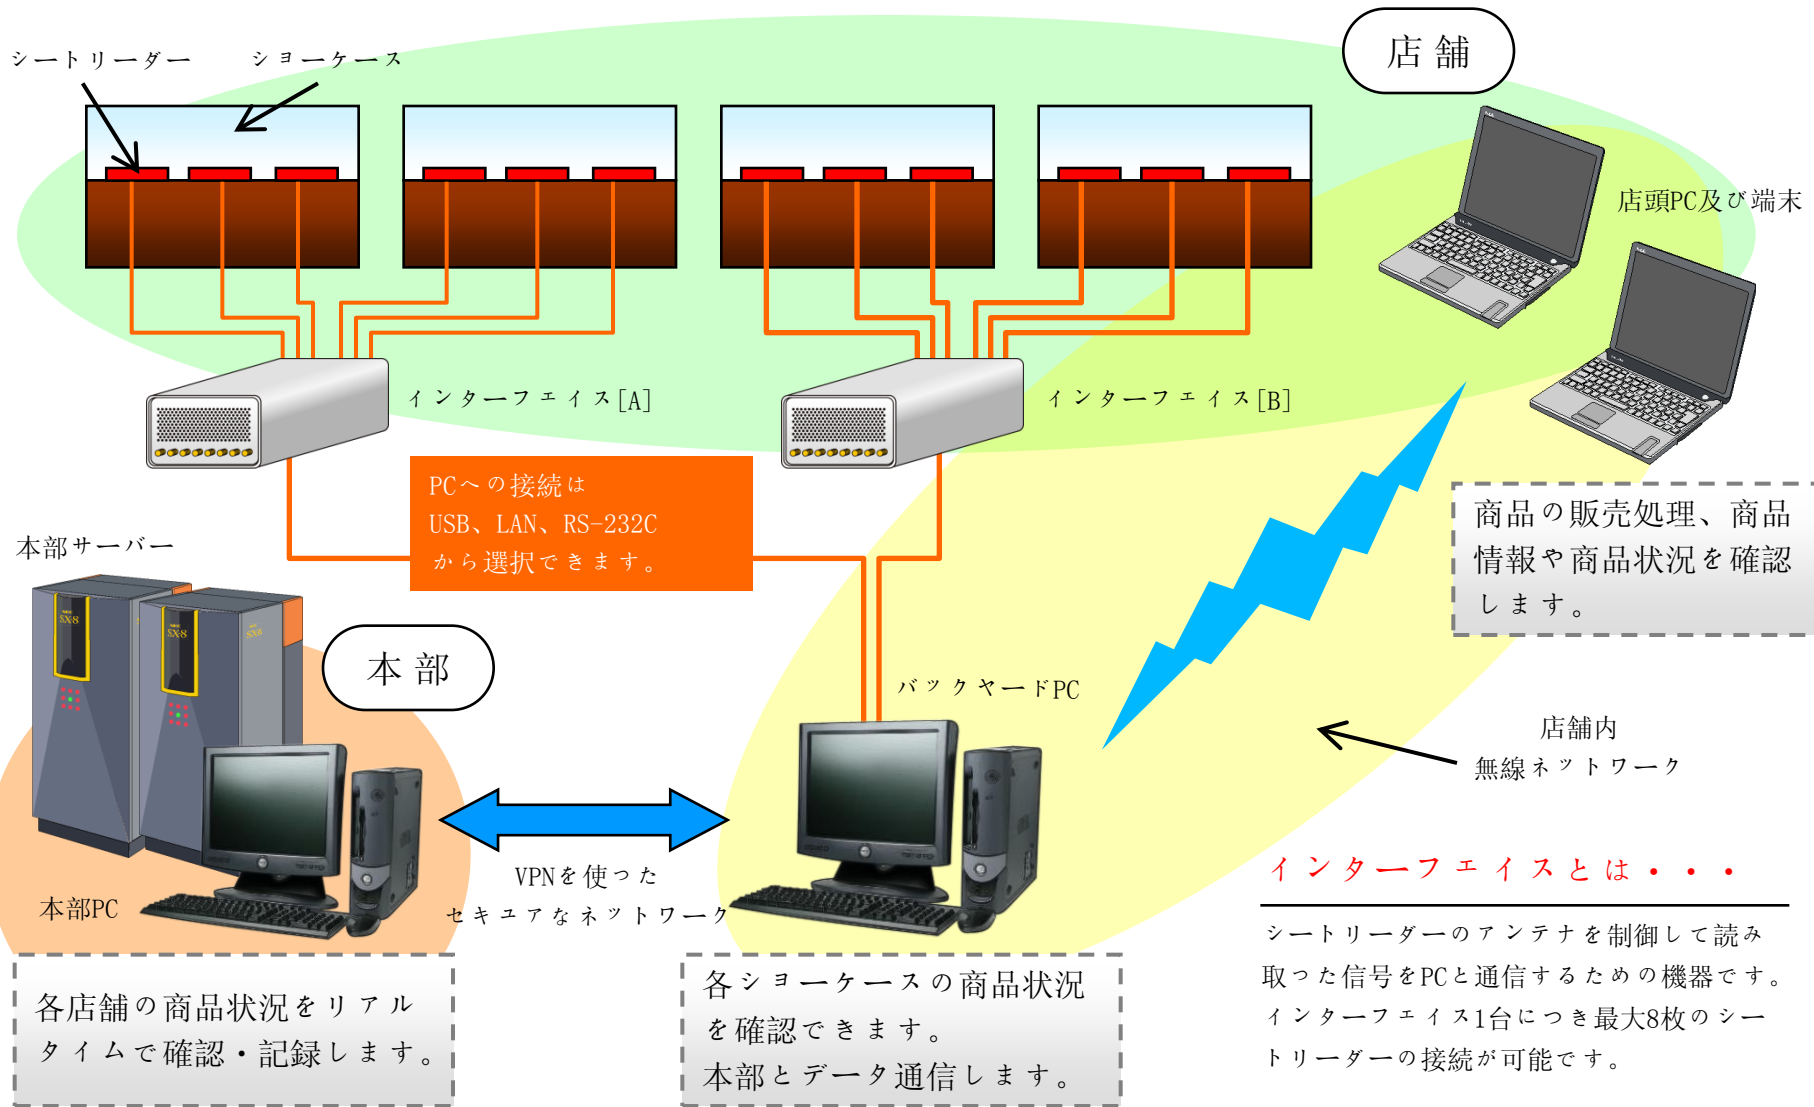 シートリーダー
ショーケース
店舗
店頭PC及び端末
インターフェイス[A]
インターフェイス[B]
PCへの接続は
USB、LAN、RS-232C
から選択できます。
商品の販売処理、商品
情報や商品状況を確認
します。
本部サーバー
SX-8
SX-8
SX-8
本部
バックヤードPC
店舗内
無線ネットワーク
VPNを使った
セキュアなネットワーク
本部PC
インターフェイスとは・・・
シートリーダーのアンテナを制御して読み
取った信号をPCと通信するための機器です。
インターフェイス1台につき最大8枚のシー
トリーダーの接続が可能です。
各店舗の商品状況をリアル
タイムで確認・記録します。
各ショーケースの商品状況
を確認できます。
本部とデータ通信します。